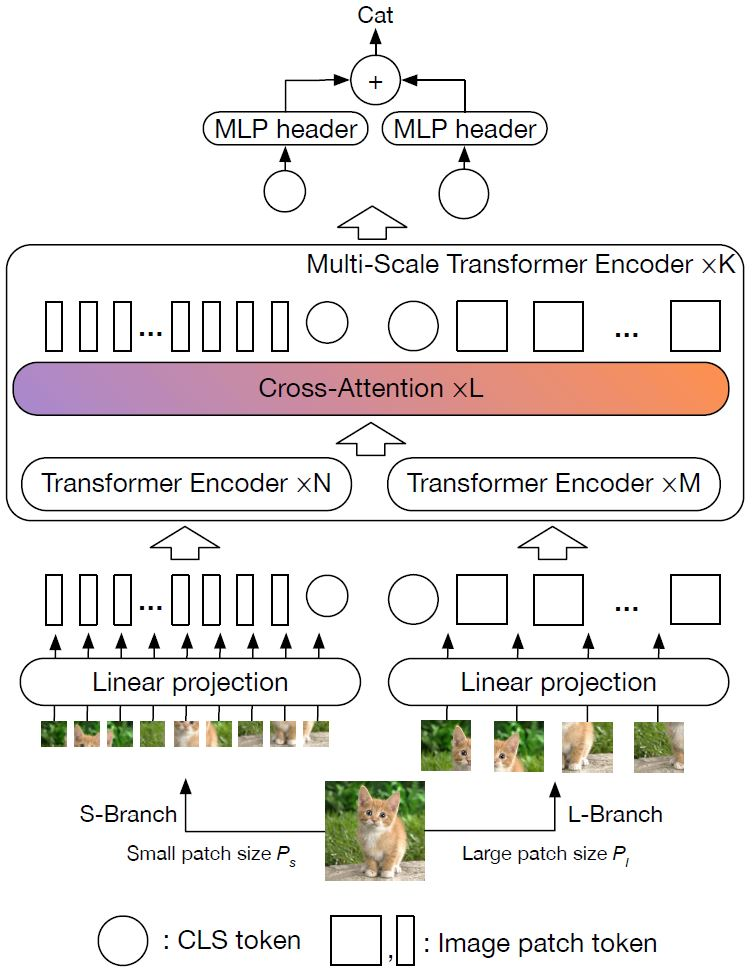 Cat
+
MLP header
MLP header
Multi-Scale Transformer Encoder ×K
...
...
Cross-Attention ×L
Transformer Encoder ×N
Transformer Encoder ×M
...
...
Linear projection
Linear projection
S-Branch
L-Branch
Small patch size Ps
Large patch size Pl
: CLS token
, : Image patch token